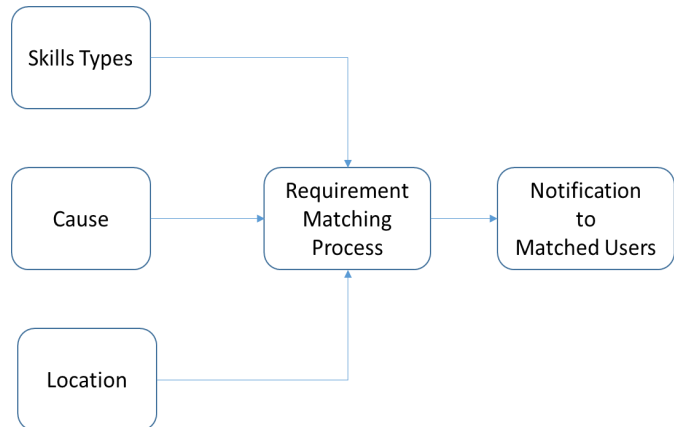 Skills Types
Cause
Requirement
Matching
Process
Notification
to
Matched Users
Location